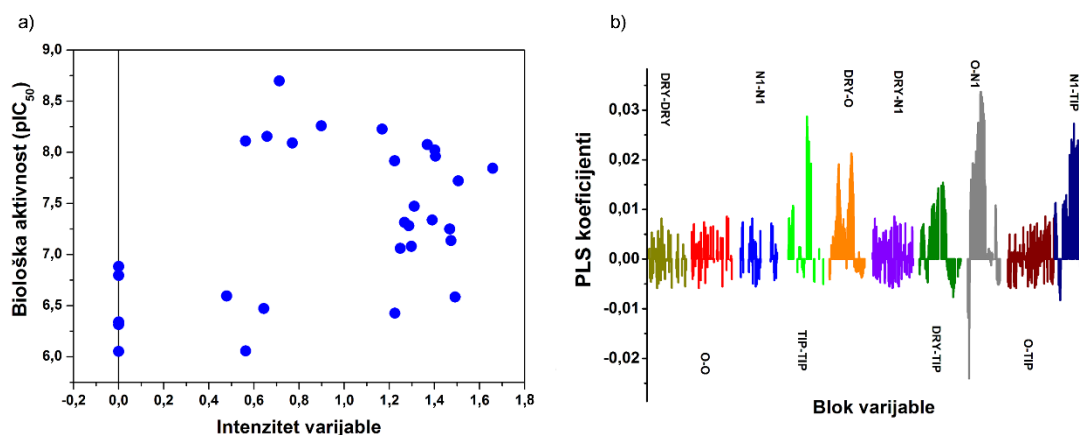 a)
Biološka aktivnost (pIC50)
9,0
8,5
8,0
7,5
7,0
6,5
6,0
-0,2 0,0 0,2 0,4 0,6 0,8 1,0 1,2 1,4 1,6 1,8
Intenzitet varijable
b)
PLS koeficijenti
0,03
0,02
0,01
0,00
-0,01
-0,02
DRY-DRY
O-O
N1-N1
TIP-TIP
DRY-O
DRY-N1
DRY-TIP
O-N1
O-TIP
N1-TIP
Blok varijable